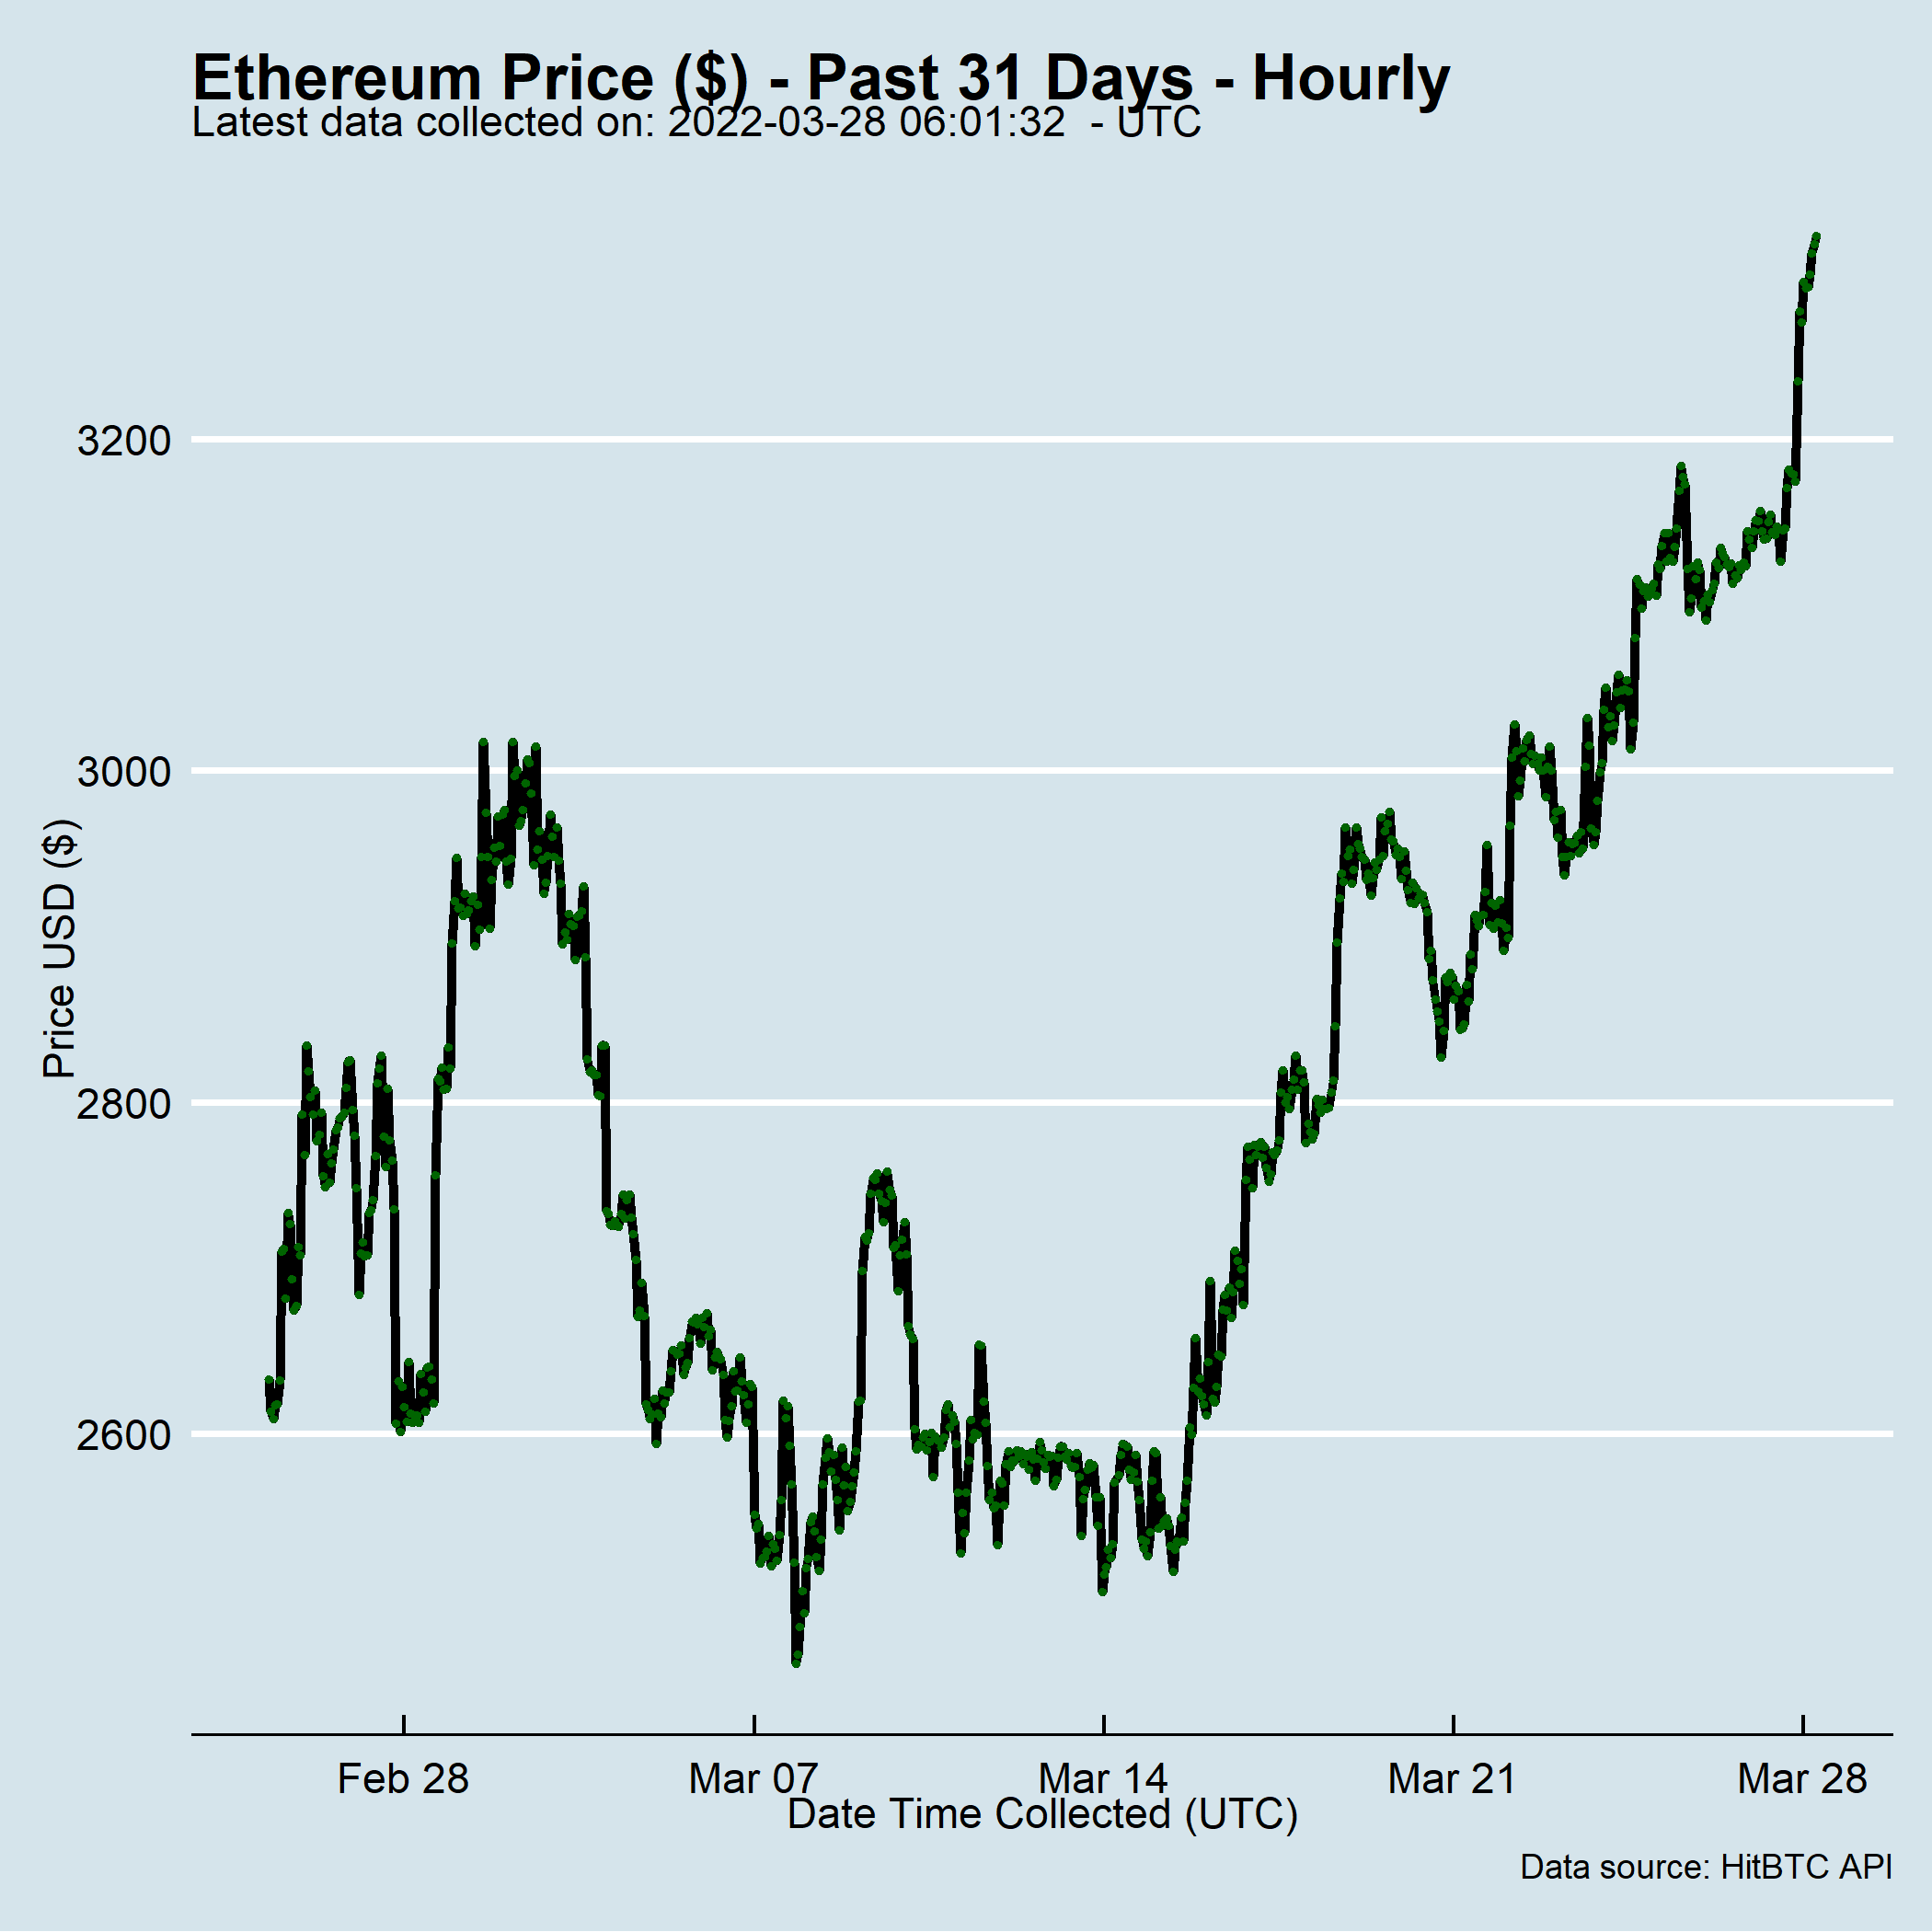 Ethereum Price ($) - Past 31 Days - Hourly
Latest data collected on: 2022-03-28 06:01:32  - UTC
3200
3000
2800
2600
Price USD ($)
Feb 28
Mar 07
Mar 14
Mar 21
Mar 28
Date Time Collected (UTC)
Data source: HitBTC API